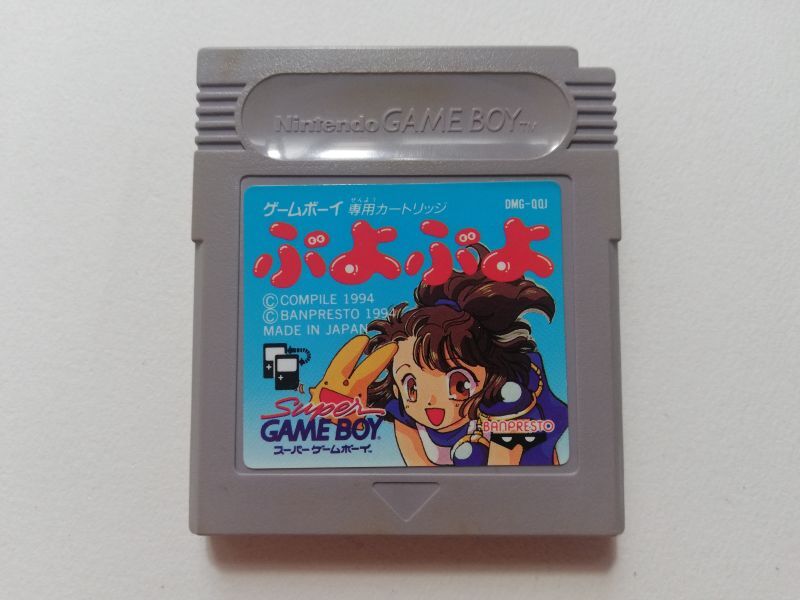 Nintendo GAME BOY™
ゲームボーイ 専用カートリッジ DMG-QQJ
せんよう
ぷよぷよ
©COMPILE 1994
©BANPRESTO 1994
MADE IN JAPAN
Super
GAME BOY
スーパーゲームボーイ
BANPRESTO